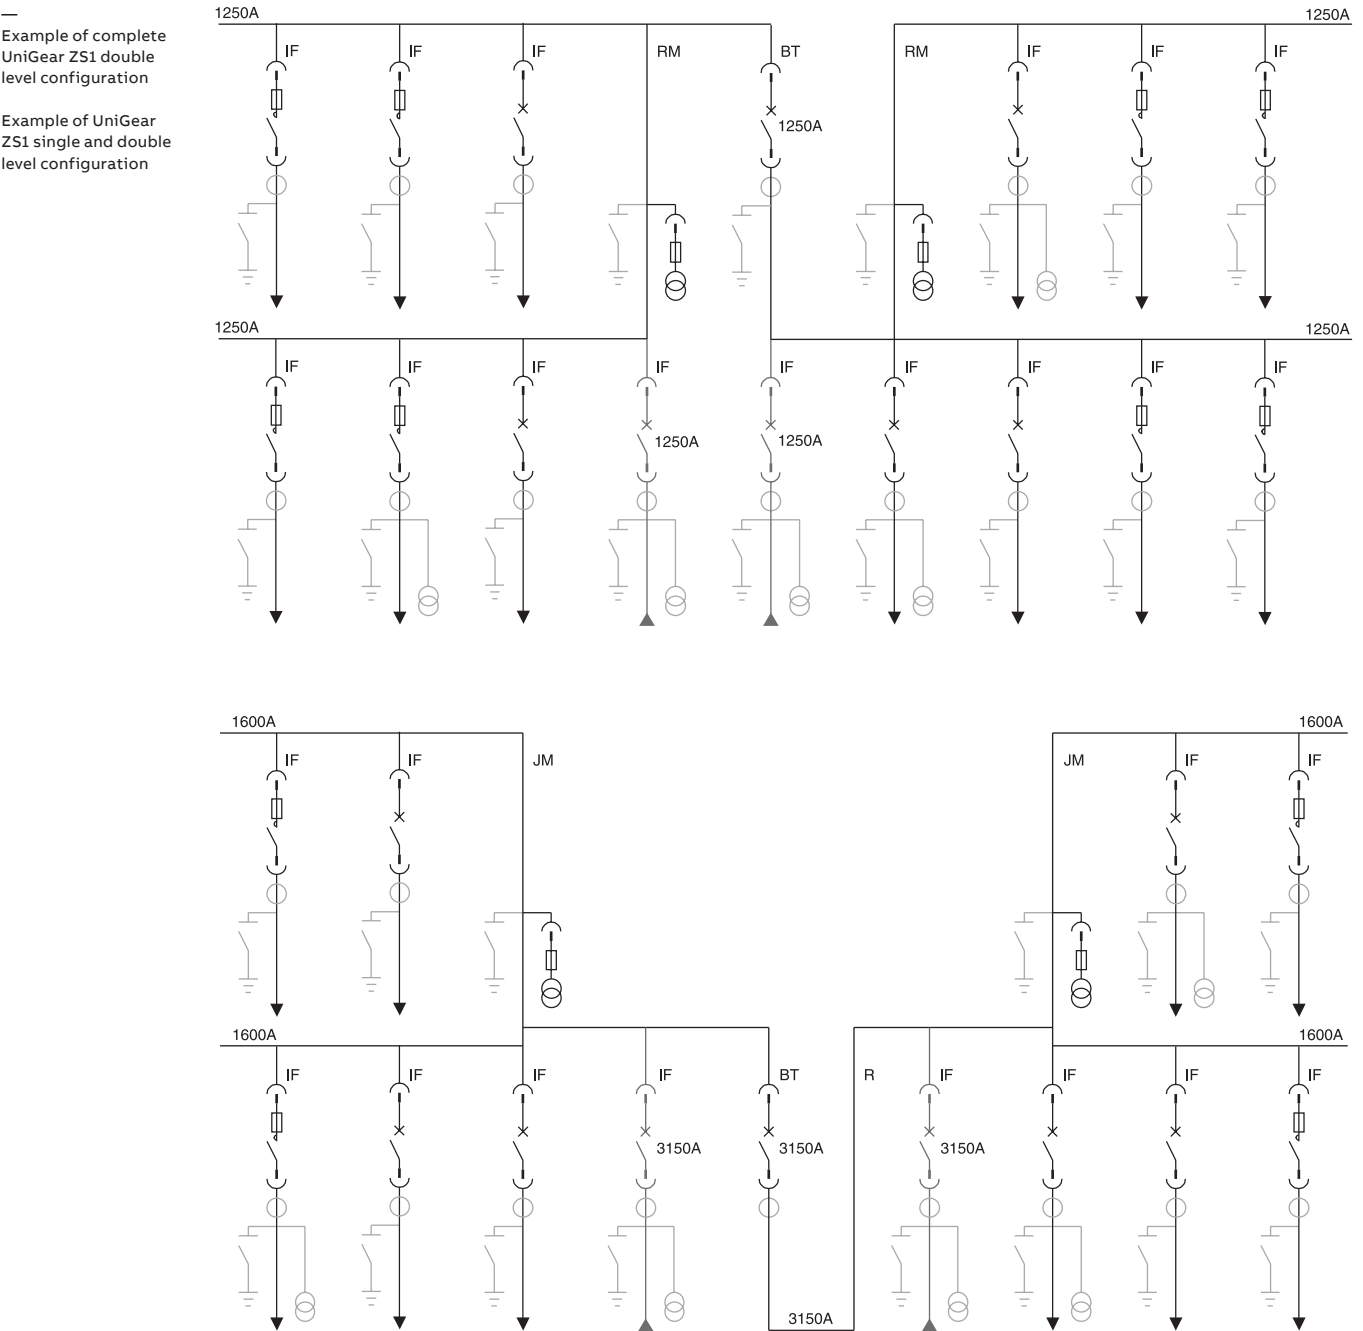 —
Example of complete
UniGear ZS1 double
level configuration
Example of UniGear
ZS1 single and double
level configuration
1250A 1250A
IF IF IF RM BT RM IF IF IF
1250A
1250A 1250A
IF IF IF IF IF IF IF IF IF
1250A 1250A
1600A 1600A
IF IF JM JM IF IF
1600A 1600A
IF IF IF IF BT R IF IF IF IF
3150A 3150A 3150A
3150A